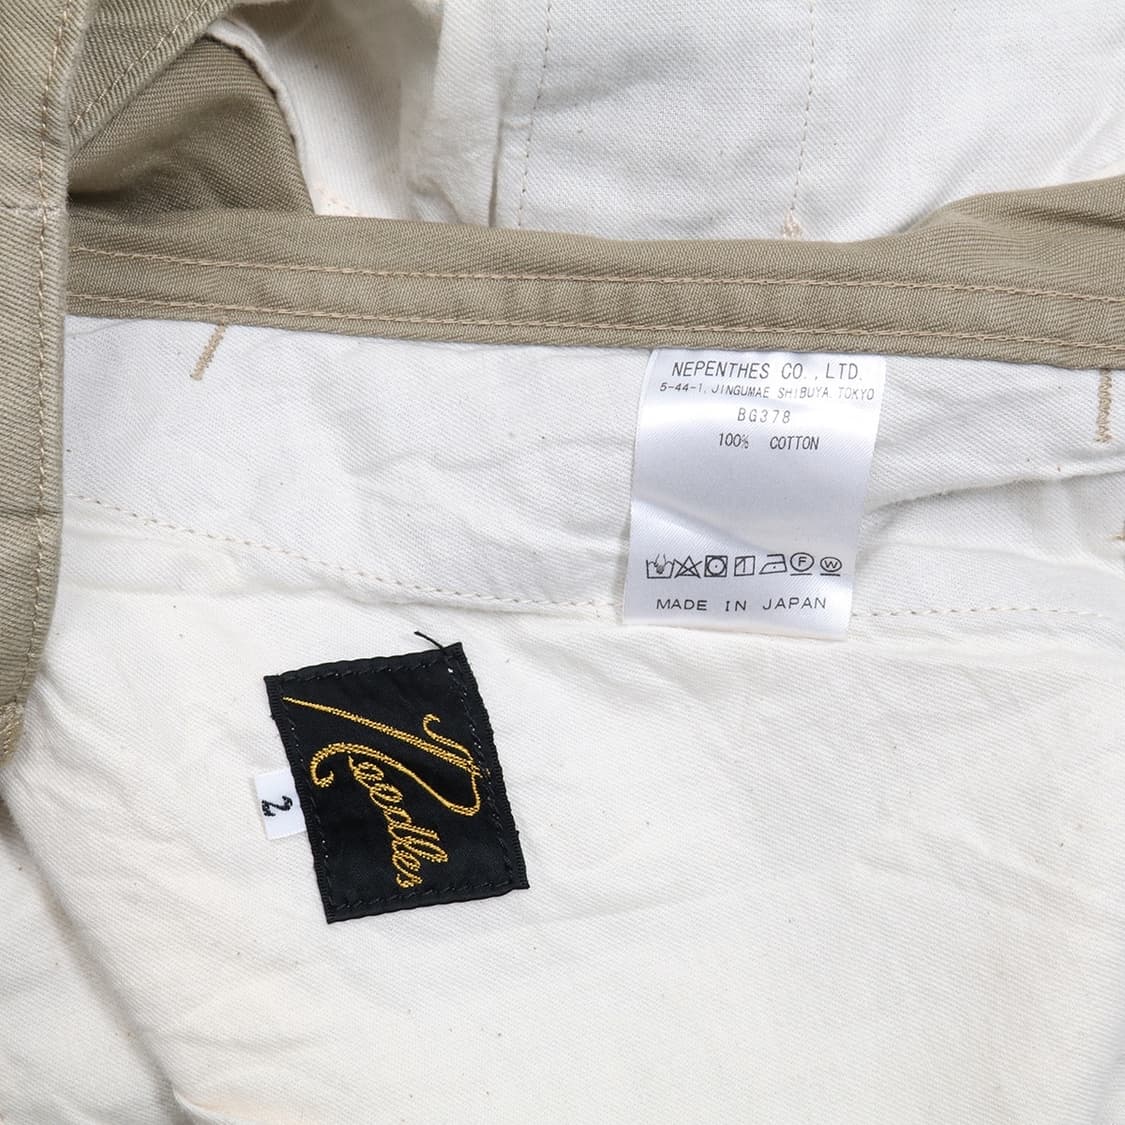 NEPENTHES CO.,LTD.
5-44-1, JINGUMAE SHIBUYA. TOKYO
BG378
100% COTTON
F W
MADE IN JAPAN
Needles
2